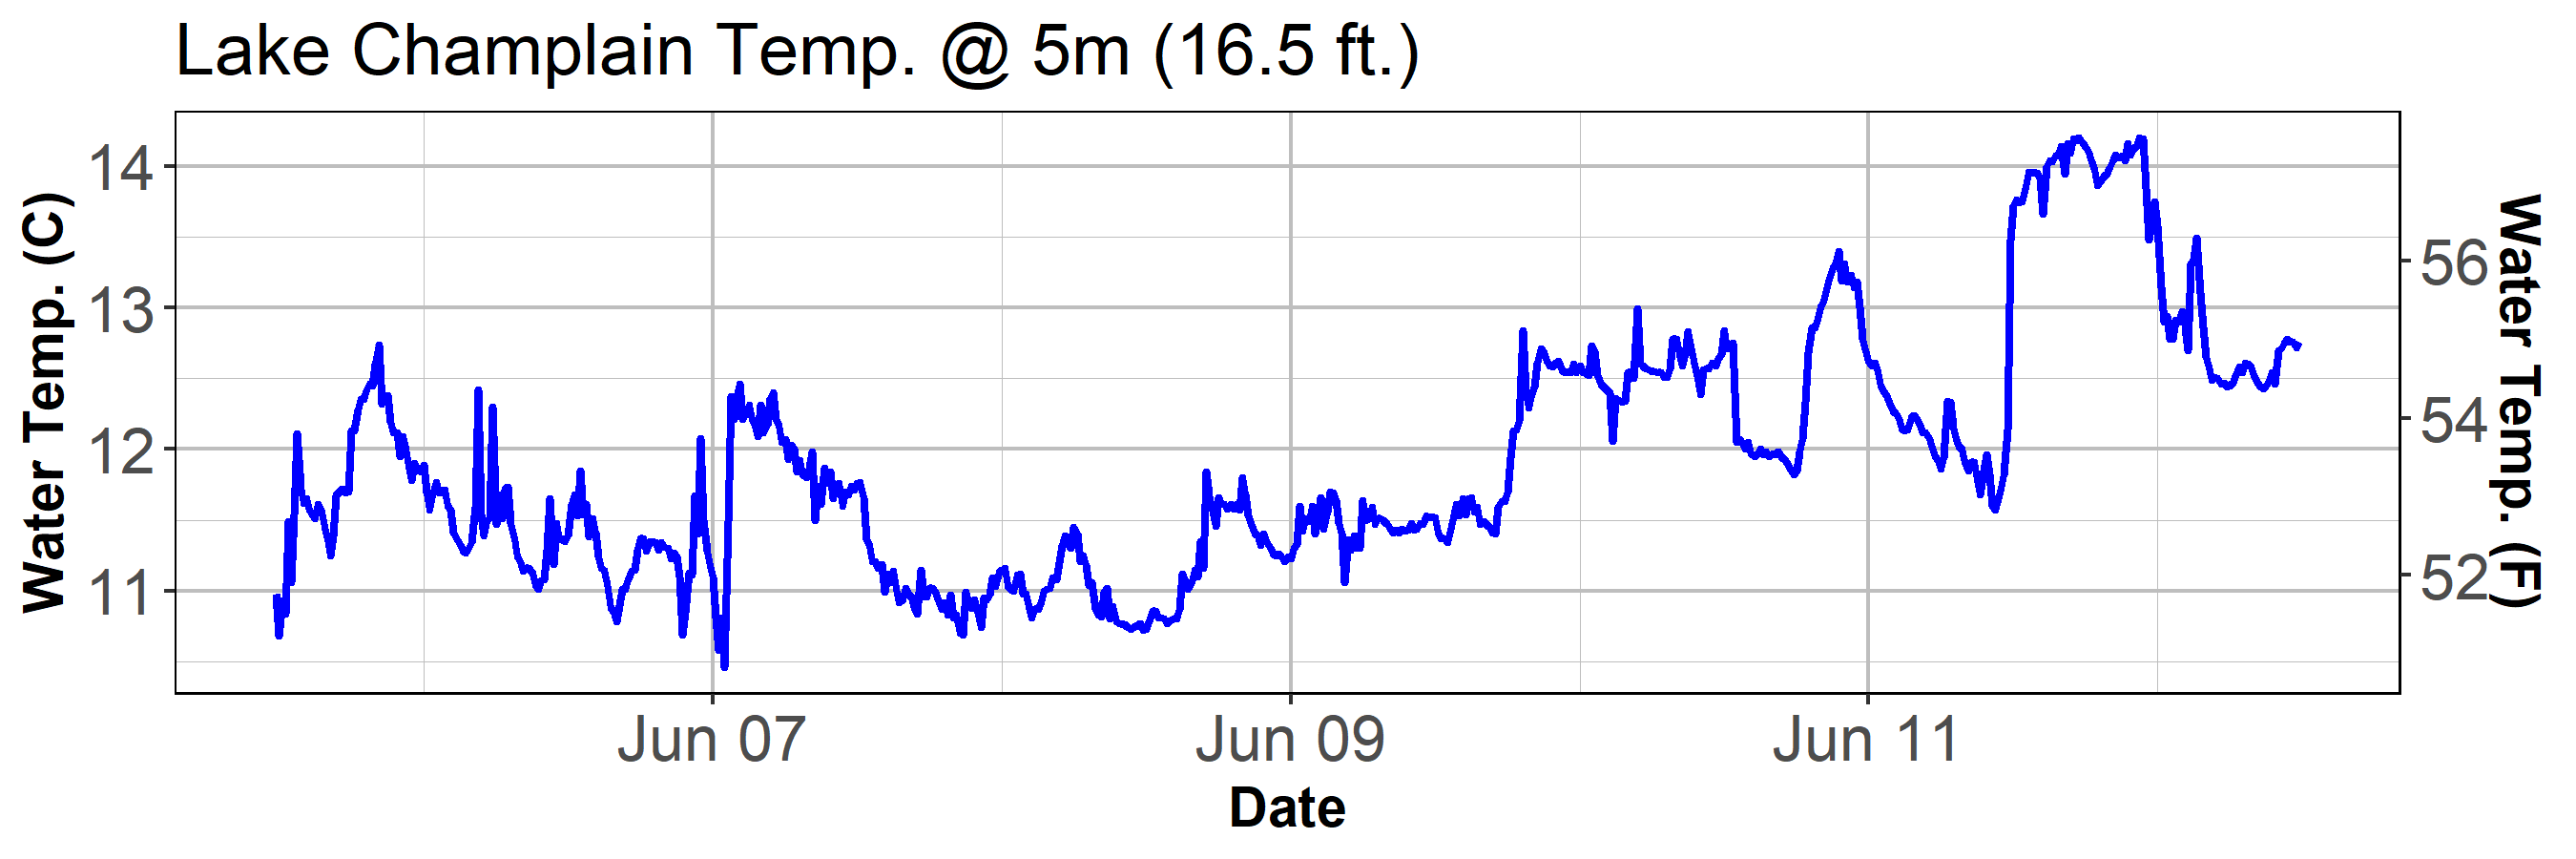 Lake Champlain Temp. @ 5m (16.5 ft.)
Water Temp. (C)
14
13
12
11
56
54
52
Water Temp. (F)
Jun 07
Jun 09
Jun 11
Date